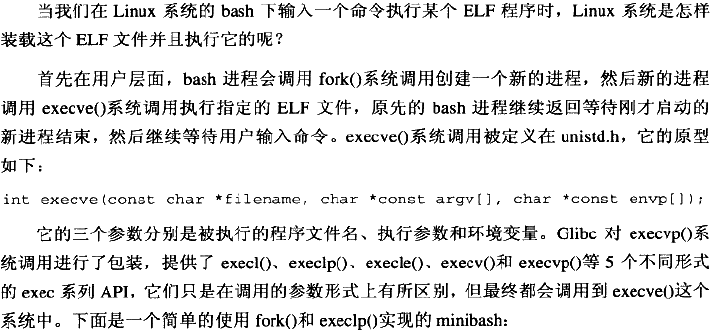 当我们在 Linux 系统的 bash 下输入一个命令执行某个 ELF 程序时，Linux 系统是怎样
装载这个 ELF 文件并且执行它的呢？
首先在用户层面，bash 进程会调用 fork()系统调用创建一个新的进程，然后新的进程
调用 execve()系统调用执行指定的 ELF 文件，原先的 bash 进程继续返回等待刚才启动的
新进程结束，然后继续等待用户输入命令。execve()系统调用被定义在 unistd.h，它的原型
如下：
int execve(const char *filename, char *const argv[], char *const envp[]);
它的三个参数分别是被执行的程序文件名、执行参数和环境变量。Glibc 对 execvp()系
统调用进行了包装，提供了 execl()、execlp()、execle()、execv()和 execvp()等 5 个不同形式
的 exec 系列 API，它们只是在调用的参数形式上有所区别，但最终都会调用到 execve()这个
系统中。下面是一个简单的使用 fork()和 execlp()实现的 minibash：